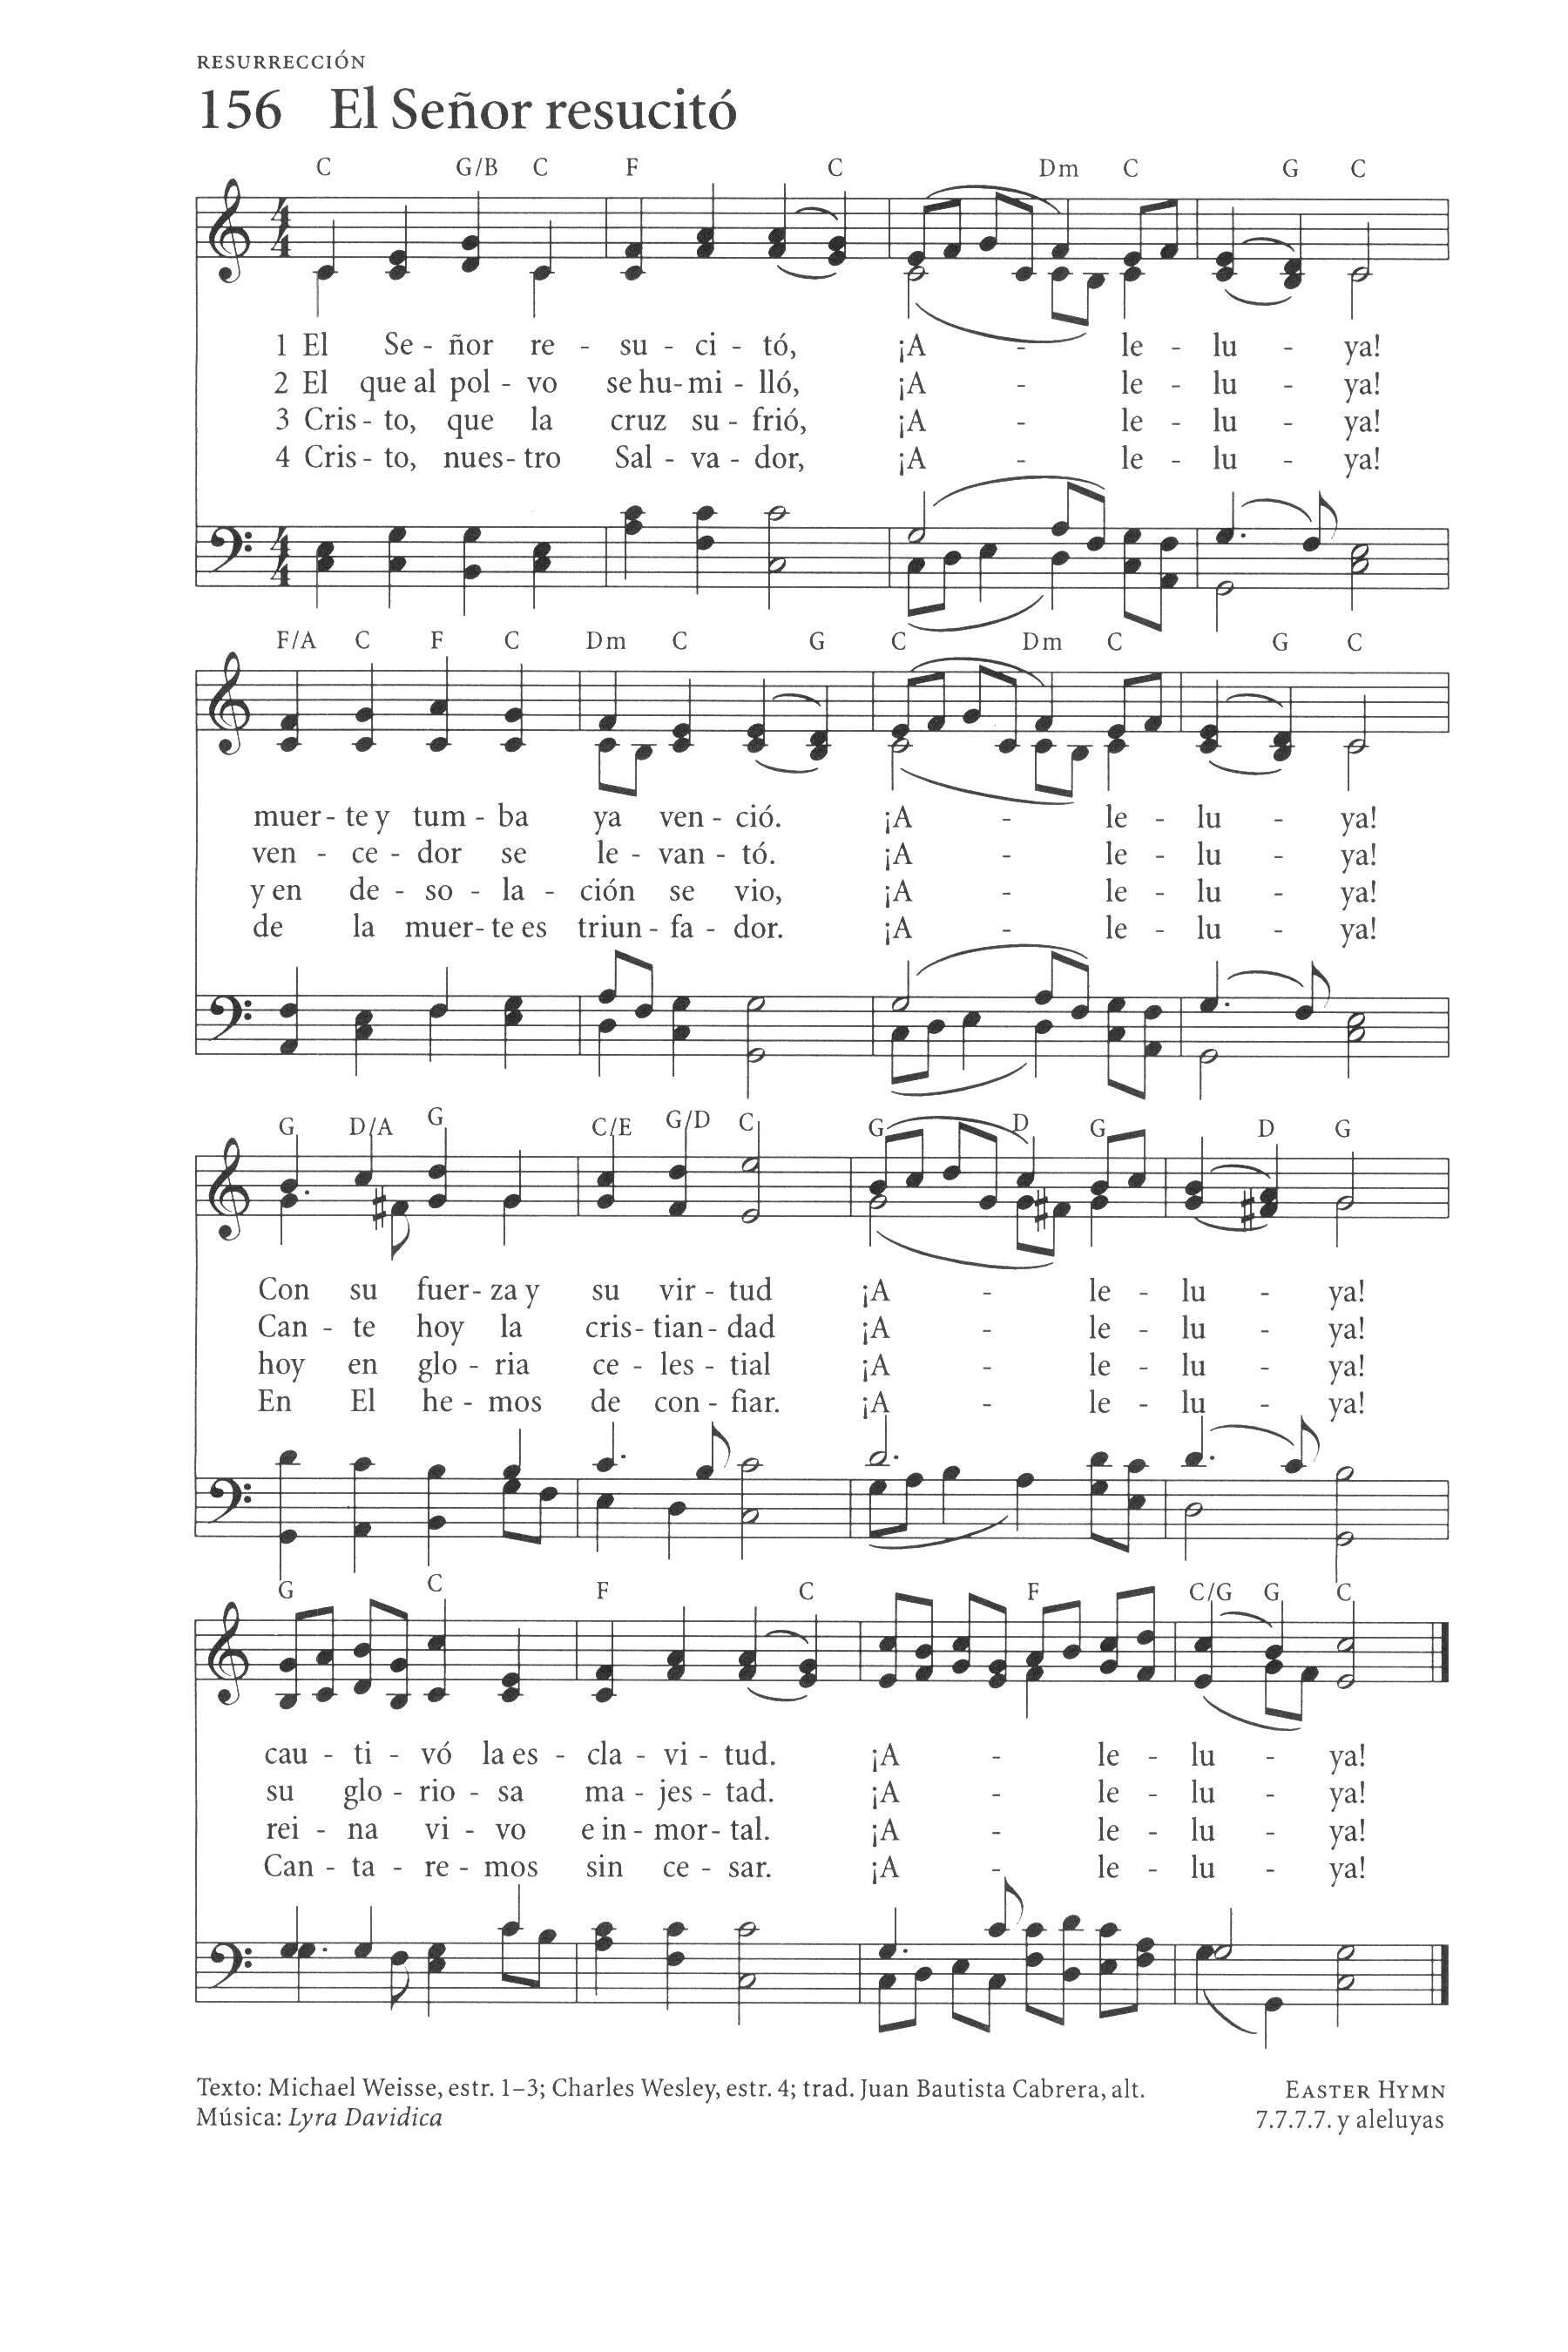 RESURRECCIÓN
156 El Señor resucitó
C G/B C F C Dm C G C
4 4
1 El Se - ñor re - su - ci - tó, ¡A - le - lu - ya!
2 El que al pol - vo se hu - mi - lló, ¡A - le - lu - ya!
3 Cris - to, que la cruz su - frió, ¡A - le - lu - ya!
4 Cris - to, nues - tro Sal - va - dor, ¡A - le - lu - ya!
4 4
F/A C F C Dm C G C Dm C G C
muer - te y tum - ba ya ven - ció. ¡A - le - lu - ya!
ven - ce - dor se le - van - tó. ¡A - le - lu - ya!
y en de - so - la - ción se vio, ¡A - le - lu - ya!
de la muer - te es triun - fa - dor. ¡A - le - lu - ya!
G D/A G C/E G/D C G D G D G
Con su fuer - za y su vir - tud ¡A - le - lu - ya!
Can - te hoy la cris - tian - dad ¡A - le - lu - ya!
hoy en glo - ria ce - les - tial ¡A - le - lu - ya!
En El he - mos de con - fiar. ¡A - le - lu - ya!
G C F C F C/G G C
cau - ti - vó la es - cla - vi - tud. ¡A - le - lu - ya!
su glo - rio - sa ma - jes - tad. ¡A - le - lu - ya!
rei - na vi - vo e in - mor - tal. ¡A - le - lu - ya!
Can - ta - re - mos sin ce - sar. ¡A - le - lu - ya!
Texto: Michael Weisse, estr. 1–3; Charles Wesley, estr. 4; trad. Juan Bautista Cabrera, alt. EASTER HYMN
Música: Lyra Davidica 7.7.7.7. y aleluyas